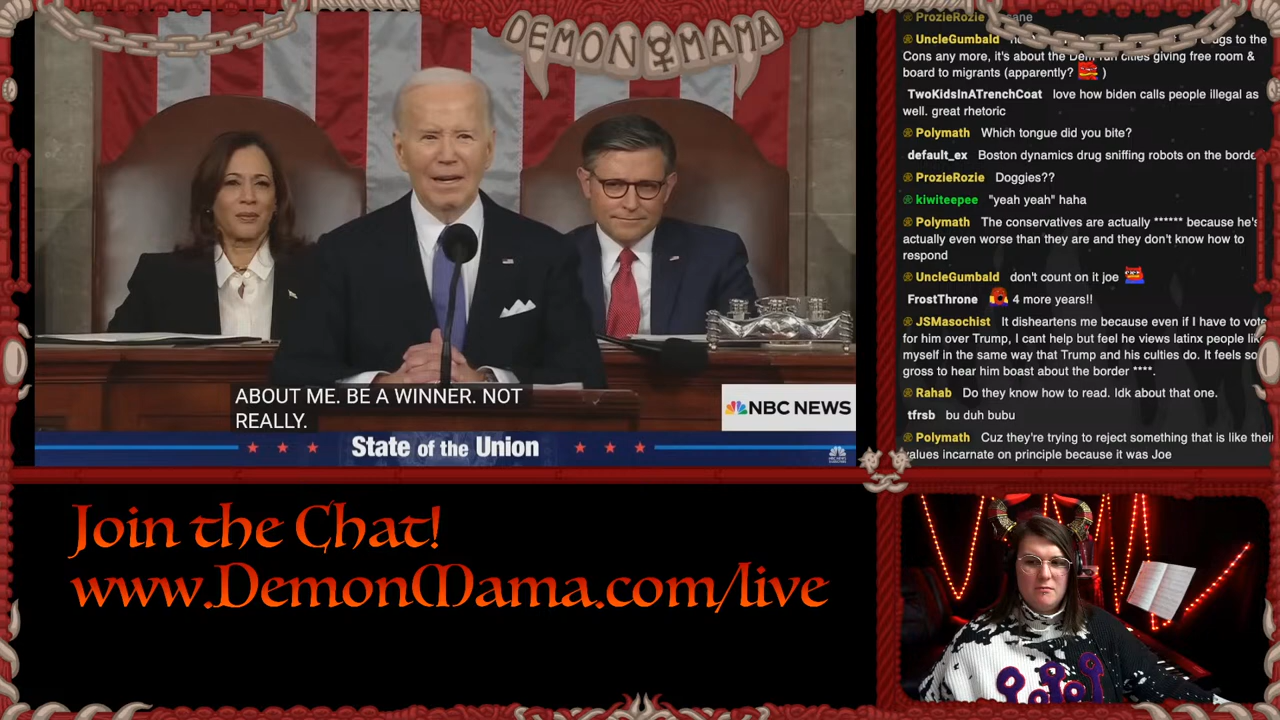 DEMON MAMA
ABOUT ME. BE A WINNER. NOT
REALLY.
NBC NEWS
State of the Union
Join the Chat!
www.DemonMama.com/live
ProzieRozie
UncleGumbald
Cons any more, it's about the Dem run cities giving free room &
board to migrants (apparently? )
TwoKidsInATrenchCoat love how biden calls people illegal as
well. great rhetoric
Polymath Which tongue did you bite?
default_ex Boston dynamics drug sniffing robots on the borde
ProzieRozie Doggies??
kiwiteepee "yeah yeah" haha
Polymath The conservatives are actually ****** because he's
actually even worse than they are and they don't know how to
respond
UncleGumbald don't count on it joe
FrostThrone 4 more years!!
JSMasochist It disheartens me because even if I have to vote
for him over Trump, I cant help but feel he views latinx people lik
myself in the same way that Trump and his culties do. It feels so
gross to hear him boast about the border ****.
Rahab Do they know how to read. Idk about that one.
tfrsb bu duh bubu
Polymath Cuz they're trying to reject something that is like thei
values incarnate on principle because it was Joe